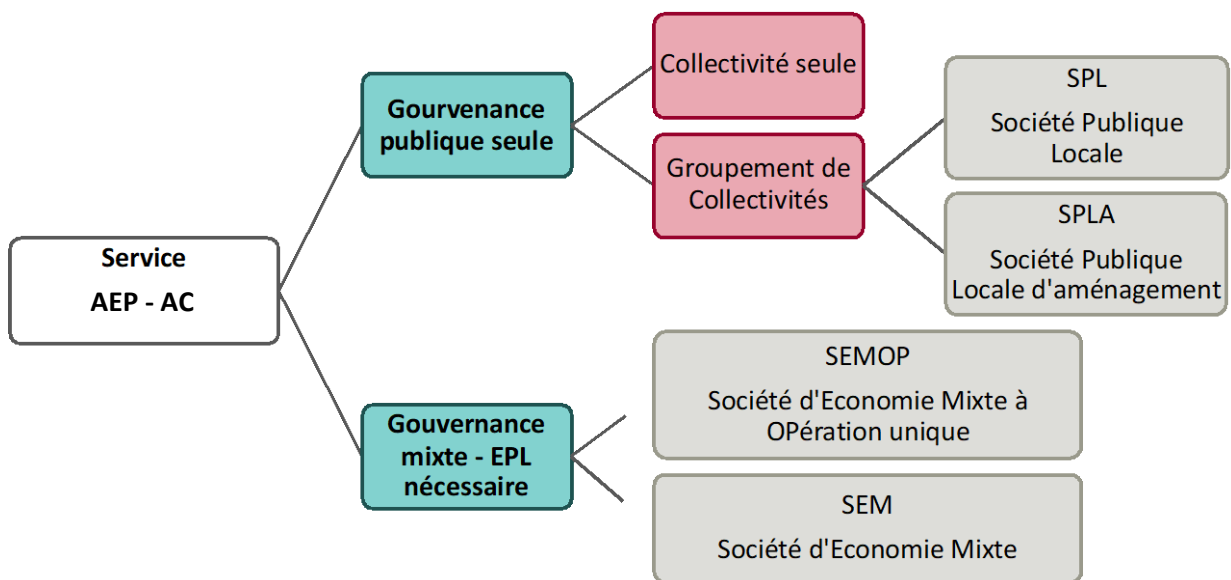 Service
AEP - AC
Gourvenance
publique seule
Collectivité seule
Groupement de
Collectivités
SPL
Société Publique
Locale
SPLA
Société Publique
Locale d'aménagement
Gouvernance
mixte - EPL
nécessaire
SEMOP
Société d'Economie Mixte à
OPération unique
SEM
Société d'Economie Mixte